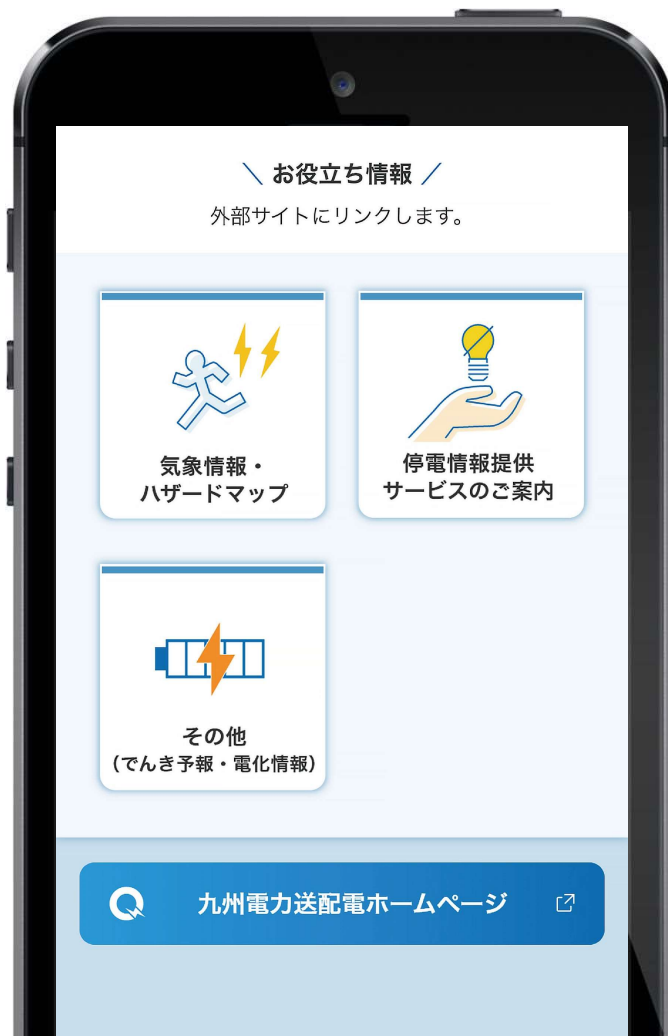 お役立ち情報
外部サイトにリンクします。
気象情報・
ハザードマップ
停電情報提供
サービスのご案内
その他
(でんき予報・電化情報)
九州電力送配電ホームページ